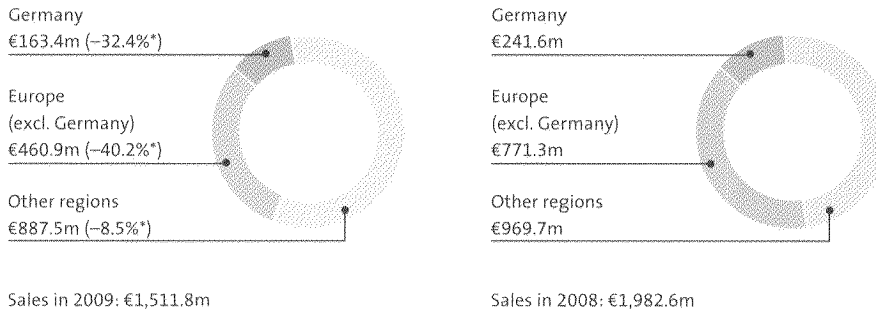 Germany
€163.4m (–32.4%*)
Europe
(excl. Germany)
€460.9m (–40.2%*)
Other regions
€887.5m (–8.5%*)
Sales in 2009: €1,511.8m
Germany
€241.6m
Europe
(excl. Germany)
€771.3m
Other regions
€969.7m
Sales in 2008: €1,982.6m